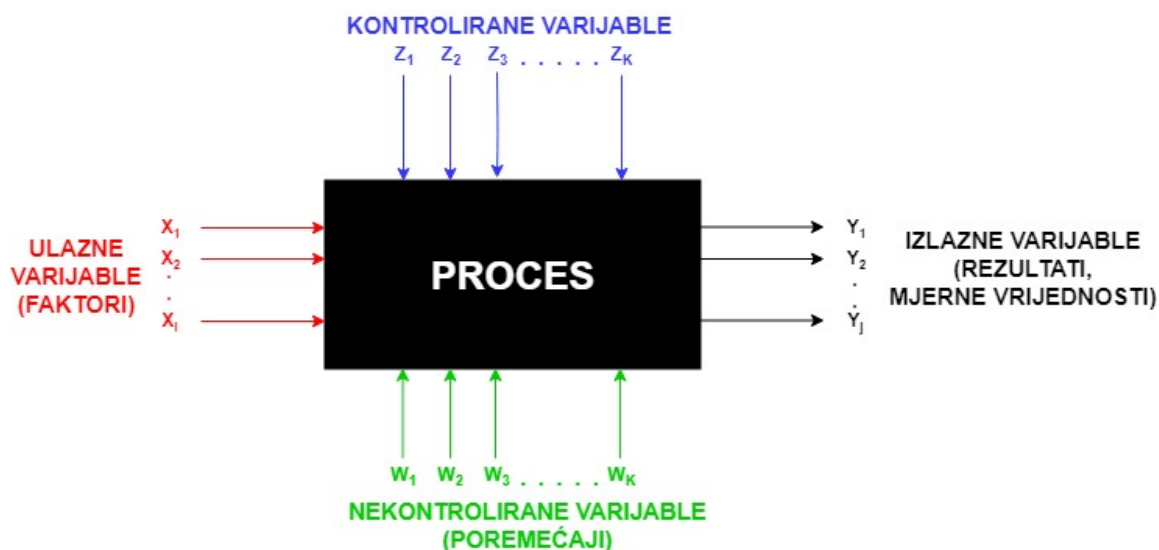 KONTROLIRANE VARIJABLE
Z1 Z2 Z3 . . . . . ZK
ULAZNE
VARIJABLE
(FAKTORI)
X1
X2
.
.
XI
PROCES
Y1
Y2
.
.
Yj
IZLAZNE VARIJABLE
(REZULTATI,
MJERNE VRIJEDNOSTI)
W1 W2 W3 . . . . . WK
NEKONTROLIRANE VARIJABLE
(POREMEĆAJI)